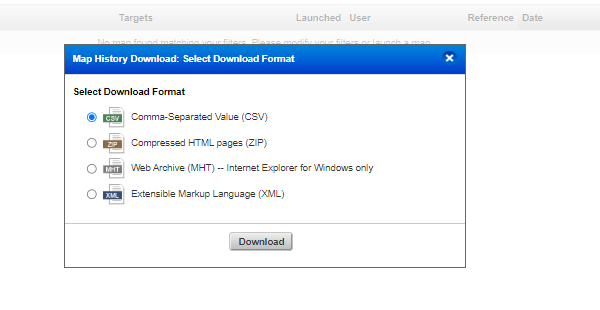 Targets Launched User Reference Date
No map found matching your filters. Please modify your filters or launch a map
Map History Download: Select Download Format
Select Download Format
CSV Comma-Separated Value (CSV)
ZIP Compressed HTML pages (ZIP)
MHT Web Archive (MHT) -- Internet Explorer for Windows only
XML Extensible Markup Language (XML)
Download